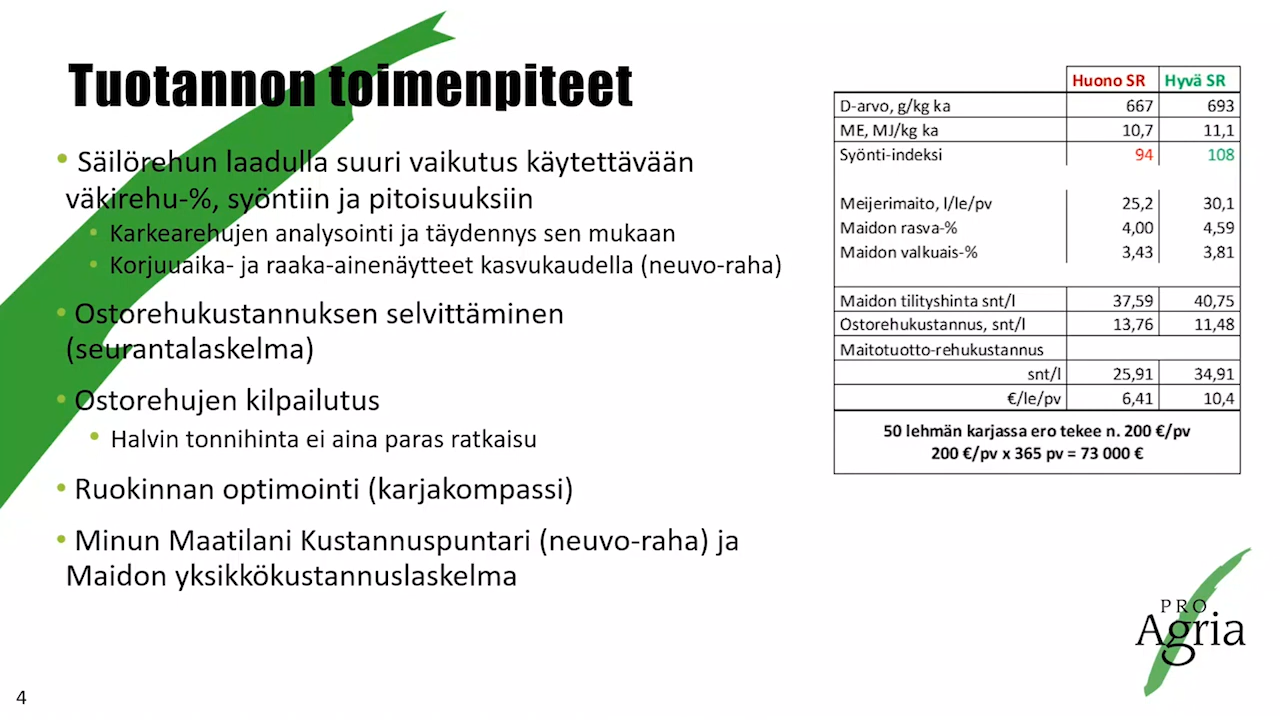 Tuotannon toimenpiteet
• Säilörehun laadulla suuri vaikutus käytettävään
väkirehu-%, syöntiin ja pitoisuuksiin
• Karkearehujen analysointi ja täydennys sen mukaan
• Korjuuaika- ja raaka-ainenäytteet kasvukaudella (neuvo-raha)
• Ostorehukustannuksen selvittäminen
(seurantalaskelma)
• Ostorehujen kilpailutus
• Halvin tonnihinta ei aina paras ratkaisu
• Ruokinnan optimointi (karjakompassi)
• Minun Maatilani Kustannuspuntari (neuvo-raha) ja
Maidon yksikkökustannuslaskelma
Huono SR Hyvä SR
D-arvo, g/kg ka 667 693
ME, MJ/kg ka 10,7 11,1
Syönti-indeksi 94 108
Meijerimaito, l/le/pv 25,2 30,1
Maidon rasva-% 4,00 4,59
Maidon valkuais-% 3,43 3,81
Maidon tilityshinta snt/l 37,59 40,75
Ostorehukustannus, snt/l 13,76 11,48
Maitotuotto-rehukustannus
snt/l 25,91 34,91
€/le/pv 6,41 10,4
50 lehmän karjassa ero tekee n. 200 €/pv
200 €/pv x 365 pv = 73 000 €
PRO
Agria
4